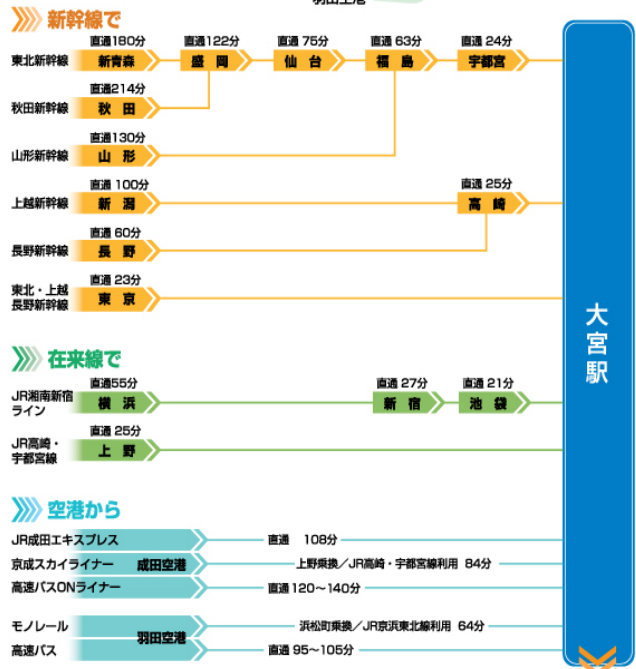 羽田空港
新幹線で
直通180分 直通122分 直通 75分 直通 63分 直通 24分
東北新幹線 新青森 盛岡 仙台 福島 宇都宮
直通214分
秋田新幹線 秋田
直通130分
山形新幹線 山形
直通 100分 直通 25分
上越新幹線 新潟 高崎
直通 60分
長野新幹線 長野
直通 23分
東北・上越
長野新幹線 東京
大宮駅
在来線で
直通55分 直通 27分 直通 21分
JR湘南新宿
ライン 横浜 新宿 池袋
直通 25分
JR高崎・
宇都宮線 上野
空港から
JR成田エキスプレス 直通 108分
京成スカイライナー 成田空港 上野乗換/JR高崎・宇都宮線利用 84分
高速バスONライナー 直通120〜140分
モノレール 浜松町乗換/JR京浜東北線利用 64分
羽田空港
高速バス 直通 95〜105分